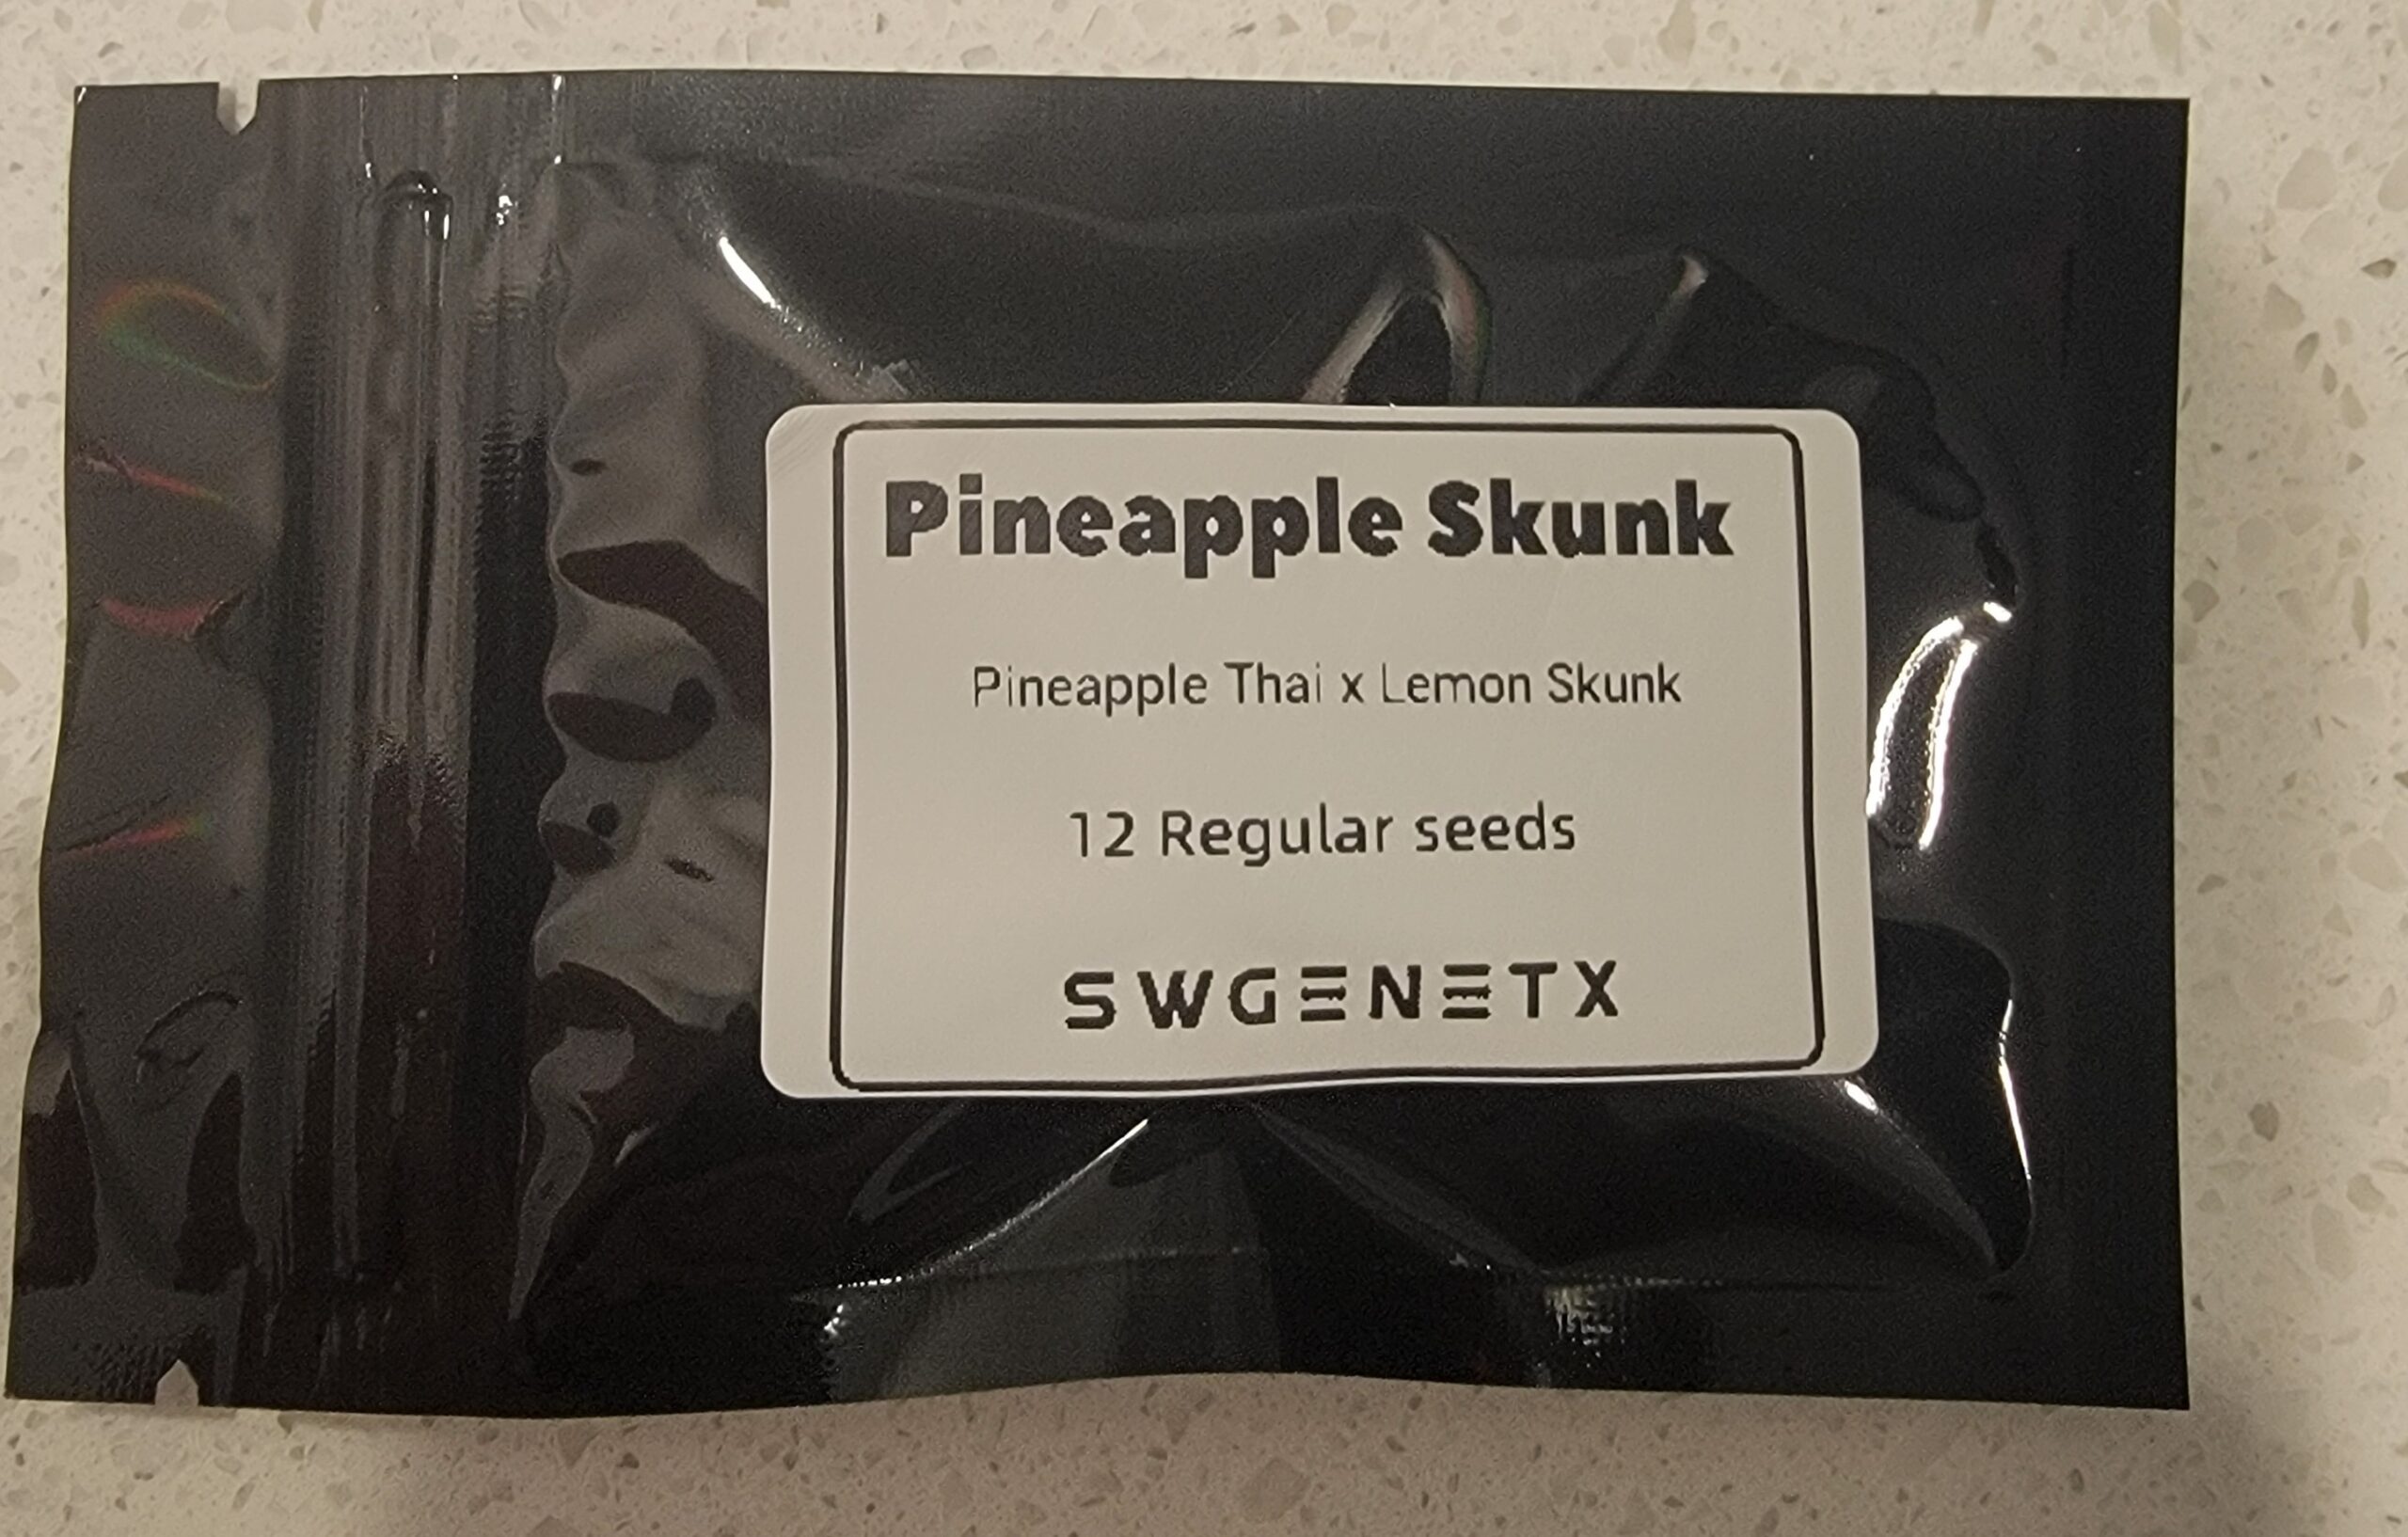 Pineapple Skunk
Pineapple Thai x Lemon Skunk
12 Regular seeds
SWGENETX